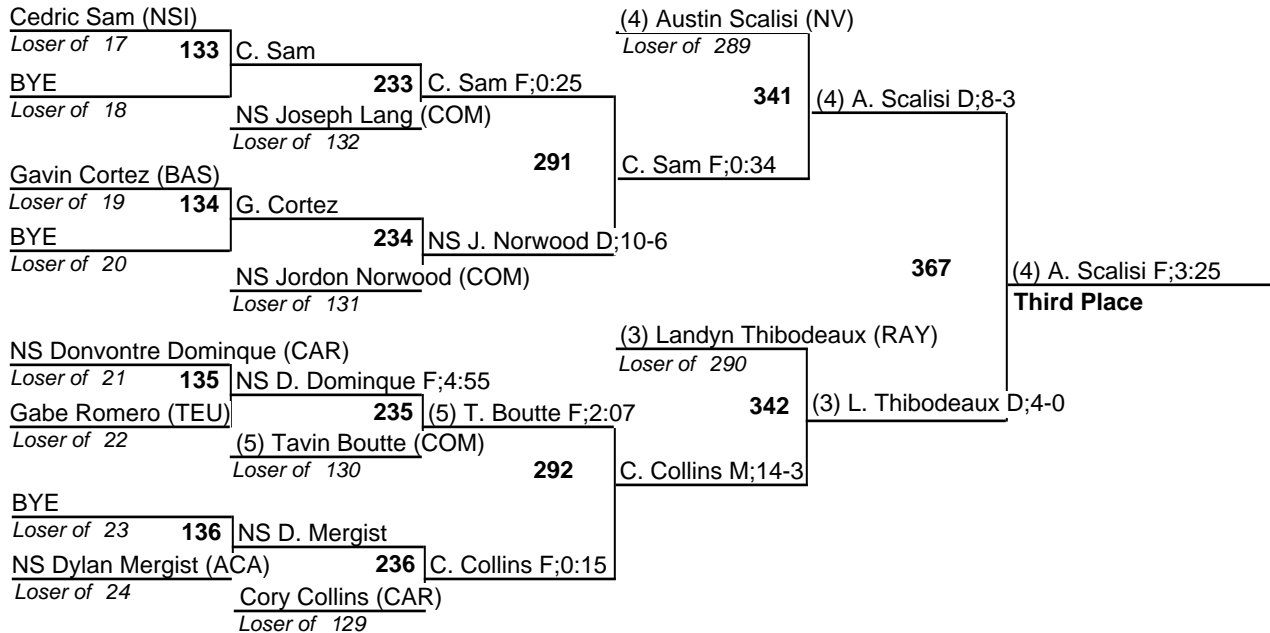 Cedric Sam (NSI)
(4) Austin Scalisi (NV)
Loser of 17
133
C. Sam
Loser of 289
BYE
233
C. Sam F;0:25
Loser of 18
NS Joseph Lang (COM)
341
(4) A. Scalisi D;8-3
Loser of 132
291
C. Sam F;0:34
Gavin Cortez (BAS)
Loser of 19
134
G. Cortez
BYE
234
NS J. Norwood D;10-6
Loser of 20
NS Jordon Norwood (COM)
367
(4) A. Scalisi F;3:25
Loser of 131
Third Place
(3) Landyn Thibodeaux (RAY)
NS Donvontre Dominque (CAR)
Loser of 290
Loser of 21
135
NS D. Dominque F;4:55
Gabe Romero (TEU)
235
(5) T. Boutte F;2:07
342
(3) L. Thibodeaux D;4-0
Loser of 22
(5) Tavin Boutte (COM)
Loser of 130
292
C. Collins M;14-3
BYE
Loser of 23
136
NS D. Mergist
NS Dylan Mergist (ACA)
236
C. Collins F;0:15
Loser of 24
Cory Collins (CAR)
Loser of 129